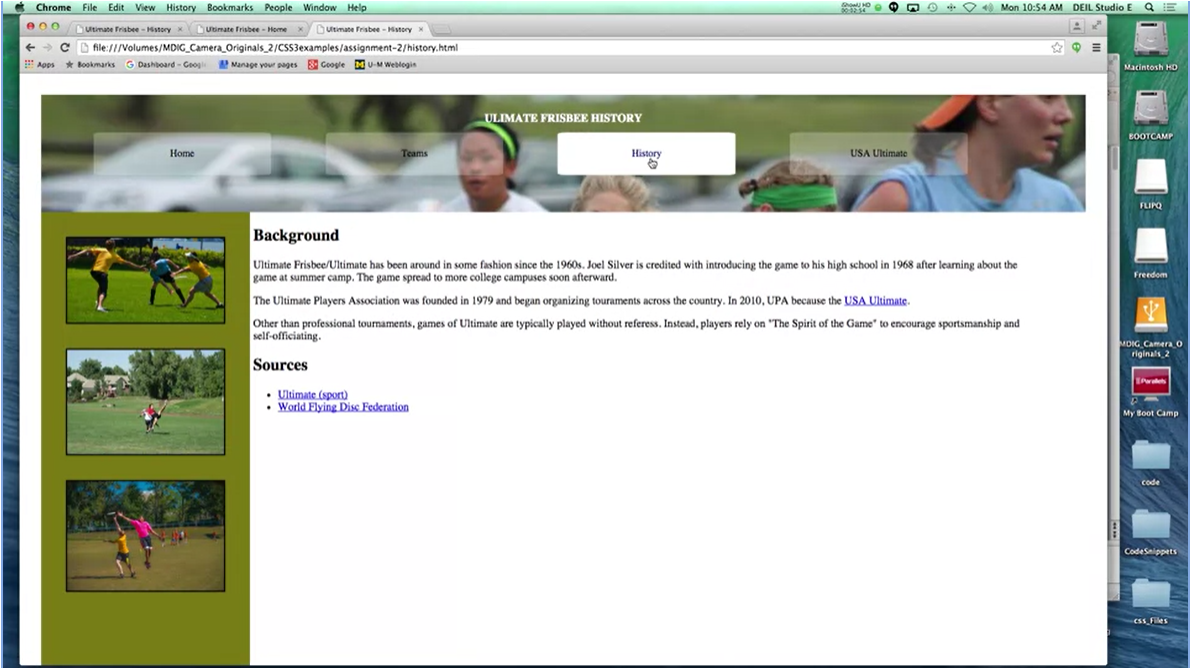 Chrome File Edit View History Bookmarks People Window Help
iShowU HD
00:02:54
Mon 10:54 AM DEIL Studio E
Ultimate Frisbee – History
Ultimate Frisbee – Home
Ultimate Frisbee – History
file:///Volumes/MDIG_Camera_Originals_2/CSS3examples/assignment-2/history.html
Apps Bookmarks Dashboard – Googl Manage your pages Google U-M Weblogin
ULIMATE FRISBEE HISTORY
Home Teams History USA Ultimate
Background
Ultimate Frisbee/Ultimate has been around in some fashion since the 1960s. Joel Silver is credited with introducing the game to his high school in 1968 after learning about the
game at summer camp. The game spread to more college campuses soon afterward.
The Ultimate Players Association was founded in 1979 and began organizing touraments across the country. In 2010, UPA because the USA Ultimate.
Other than professional tournaments, games of Ultimate are typically played without referess. Instead, players rely on "The Spirit of the Game" to encourage sportsmanship and
self-officiating.
Sources
Ultimate (sport)
World Flying Disc Federation
Macintosh HD
BOOTCAMP
FLIPQ
Freedom
MDIG_Camera_O
riginals_2
Parallels
My Boot Camp
code
CodeSnippets
css_Files